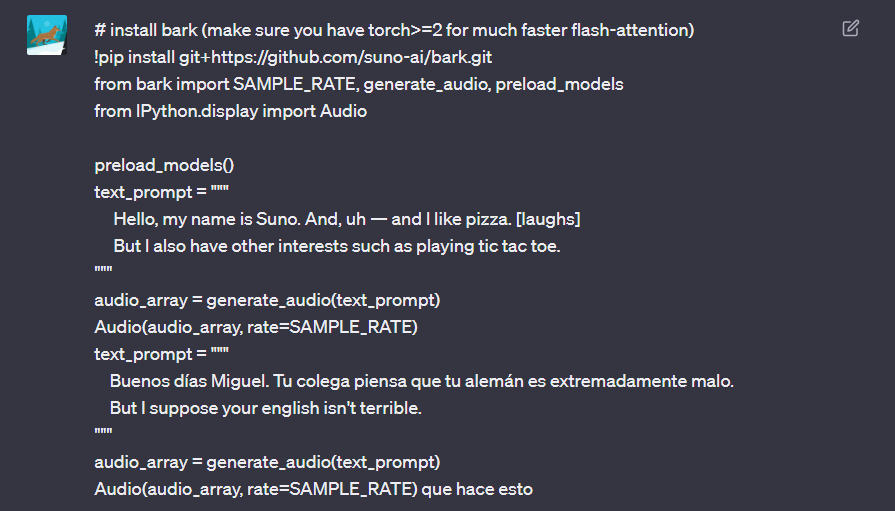 # install bark (make sure you have torch>=2 for much faster flash-attention)
!pip install git+https://github.com/suno-ai/bark.git
from bark import SAMPLE_RATE, generate_audio, preload_models
from IPython.display import Audio

preload_models()
text_prompt = """
     Hello, my name is Suno. And, uh — and I like pizza. [laughs]
     But I also have other interests such as playing tic tac toe.
"""
audio_array = generate_audio(text_prompt)
Audio(audio_array, rate=SAMPLE_RATE)
text_prompt = """
    Buenos días Miguel. Tu colega piensa que tu alemán es extremadamente malo.
    But I suppose your english isn't terrible.
"""
audio_array = generate_audio(text_prompt)
Audio(audio_array, rate=SAMPLE_RATE) que hace esto